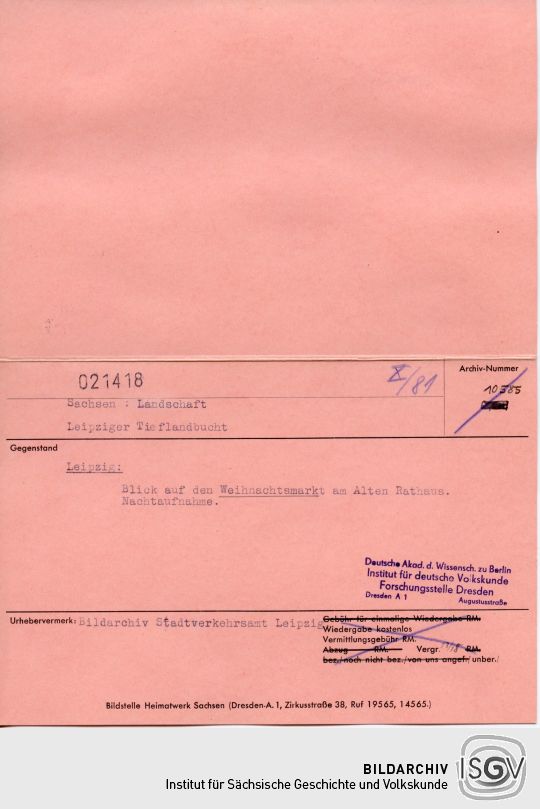 021418
X/81
Archiv-Nummer
10385
Sachsen : Landschaft
Leipziger Tieflandbucht
Gegenstand
Leipzig:
Blick auf den Weihnachtsmarkt am Alten Rathaus.
Nachtaufnahme.
Deutsche Akad. d. Wissensch. zu Berlin
Institut für deutsche Volkskunde
Forschungsstelle Dresden
Dresden A 1 Augustusstraße
Urhebervermerk: Bildarchiv Stadtverkehrsamt Leipzig
Gebühr für einmalige Wiedergabe RM.
Wiedergabe kostenlos
Vermittlungsgebühr RM.
Abzug RM. Vergr. RM.
bez./noch nicht bez./von uns angefr./ unber./
Bildstelle Heimatwerk Sachsen (Dresden-A. 1, Zirkusstraße 38, Ruf 19565, 14565.)
BILDARCHIV ISGV
Institut für Sächsische Geschichte und Volkskunde